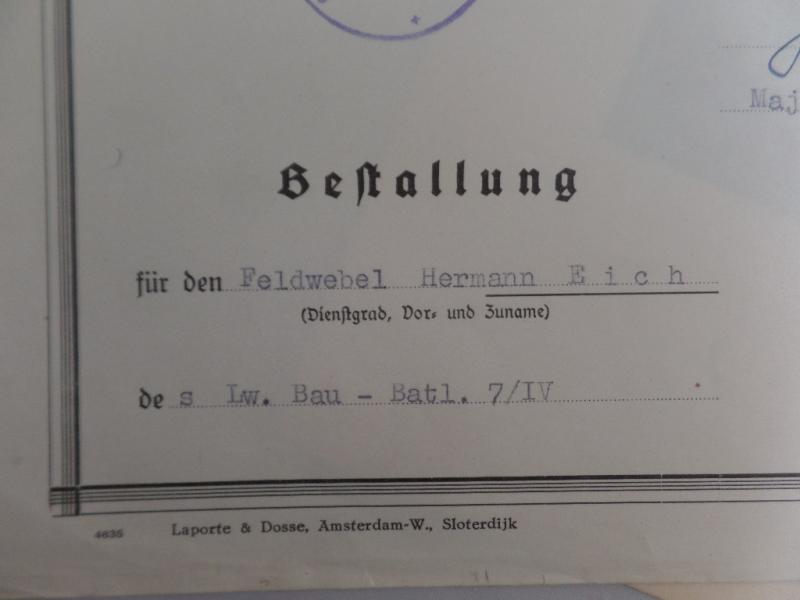 Maj
Bestallung
für den Feldwebel Hermann Eich
(Dienstgrad, Vor- und Zuname)
des Lw. Bau - Batl. 7/IV
4635 Laporte & Dosse, Amsterdam-W., Sloterdijk